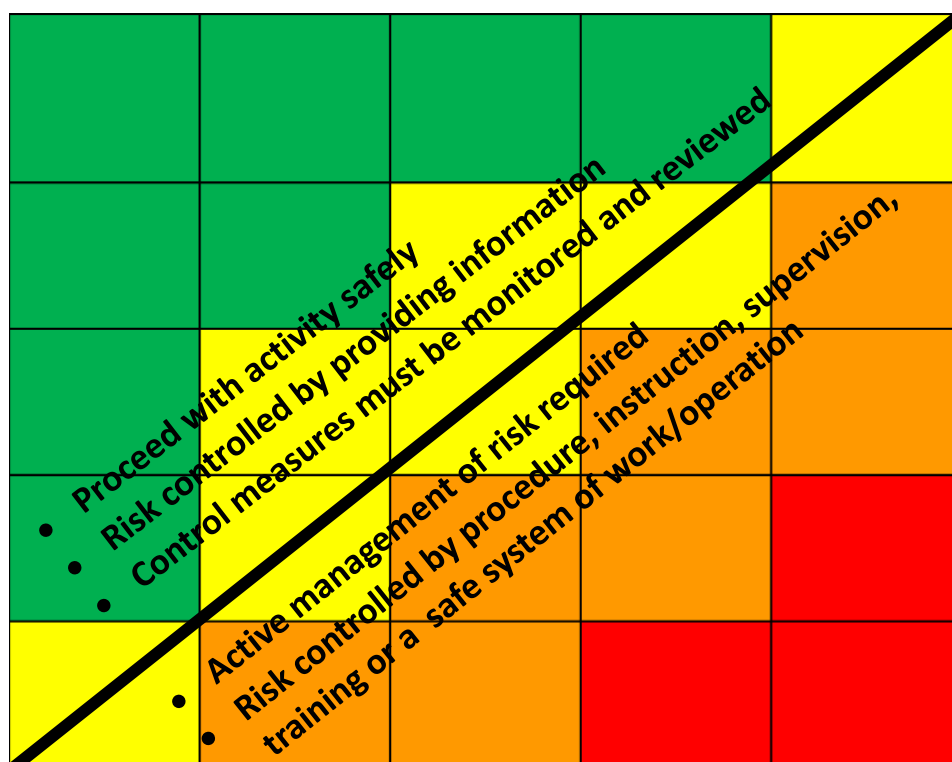 • Proceed with activity safely
• Risk controlled by providing information
• Control measures must be monitored and reviewed
• Active management of risk required
• Risk controlled by procedure, instruction, supervision,
training or a safe system of work/operation